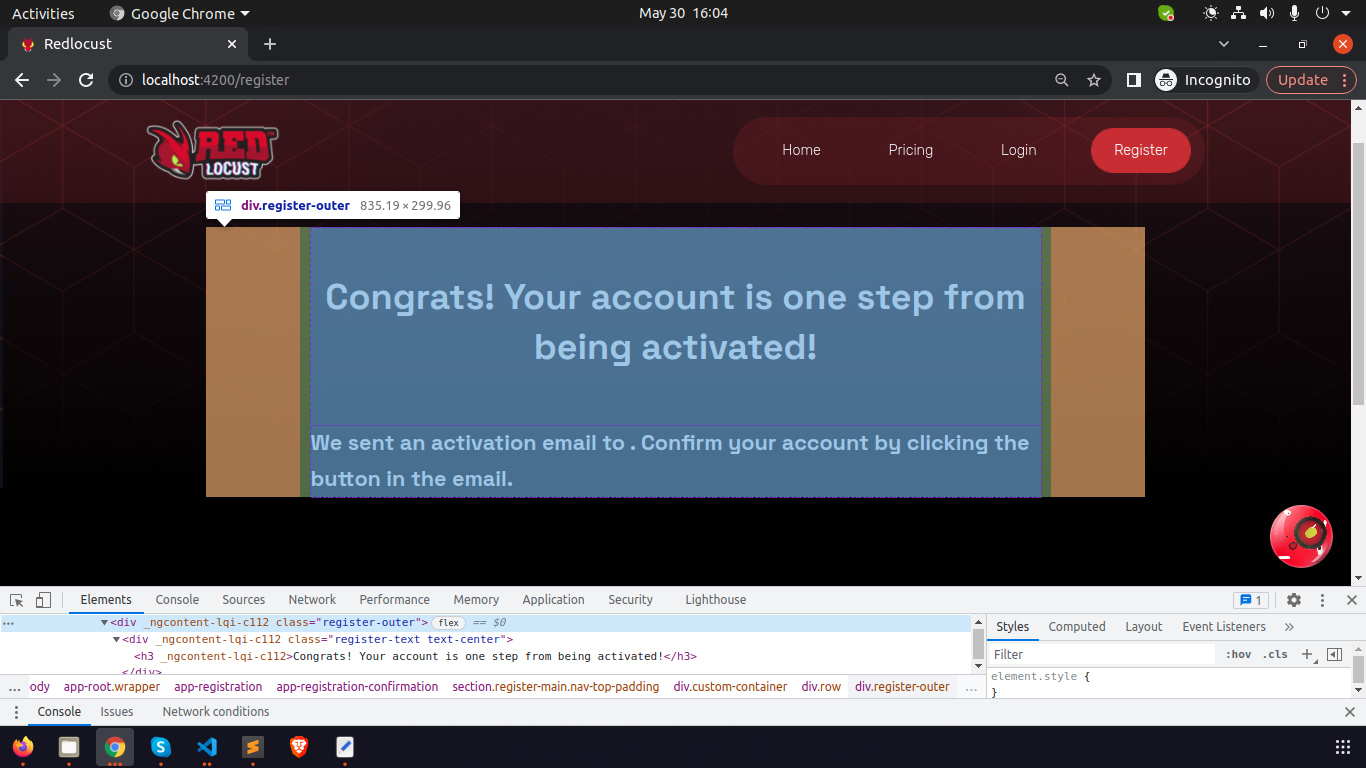 Activities
Google Chrome
May 30 16:04
Redlocust
localhost:4200/register
Incognito
Update
RED
LOCUST
Home
Pricing
Login
Register
div.register-outer 835.19 × 299.96
Congrats! Your account is one step from
being activated!
We sent an activation email to . Confirm your account by clicking the
button in the email.
Elements
Console
Sources
Network
Performance
Memory
Application
Security
Lighthouse
1
<div _ngcontent-lqi-c112 class="register-outer"> flex == $0
<div _ngcontent-lqi-c112 class="register-text text-center">
<h3 _ngcontent-lqi-c112>Congrats! Your account is one step from being activated!</h3>
</div>
... ody app-root.wrapper app-registration app-registration-confirmation section.register-main.nav-top-padding div.custom-container div.row div.register-outer ...
Styles
Computed
Layout
Event Listeners
Filter
:hov .cls
element.style {
}
Console
Issues
Network conditions